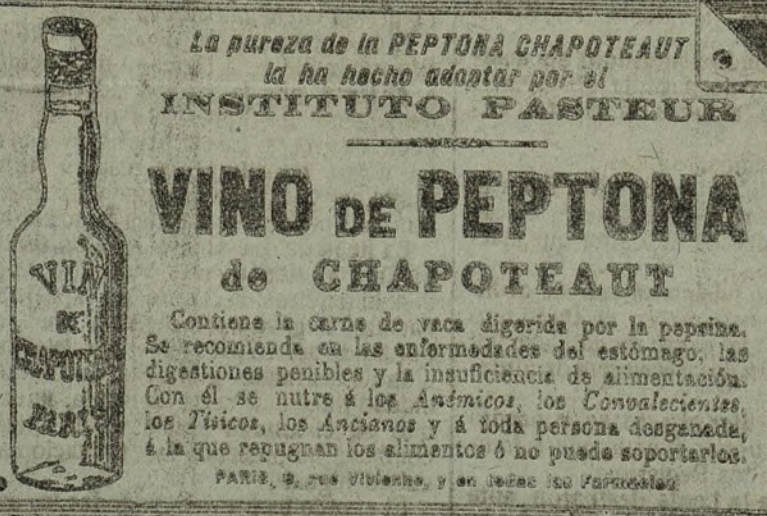 La pureza de la PEPTONA CHAPOTEAUT
la ha hecho adoptar por el
INSTITUTO PASTEUR
VINO DE PEPTONA
de CHAPOTEAUT
Contiene la carne de vaca digerida por la pepsina.
Se recomienda en las enfermedades del estómago, las
digestiones penibles y la insuficiencia de alimentación.
Con él se nutre á los Anémicos, los Convalecientes,
los Tísicos, los Ancianos y á toda persona desganada,
á la que repugnan los alimentos ó no puede soportarlos.
PARIS, 8, rue Vivienne, y en todas las Farmacias
VIN
DE
CHAPOTEAUT
PARIS